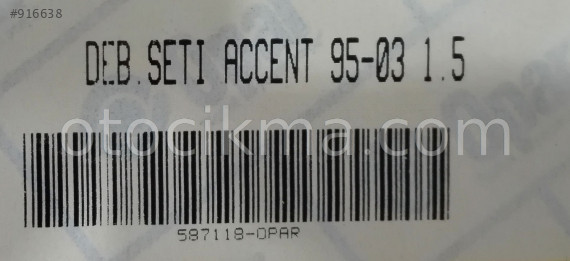 #916638
DEB.SETI ACCENT 95-03 1.5
otocikma.com
587118-OPAR